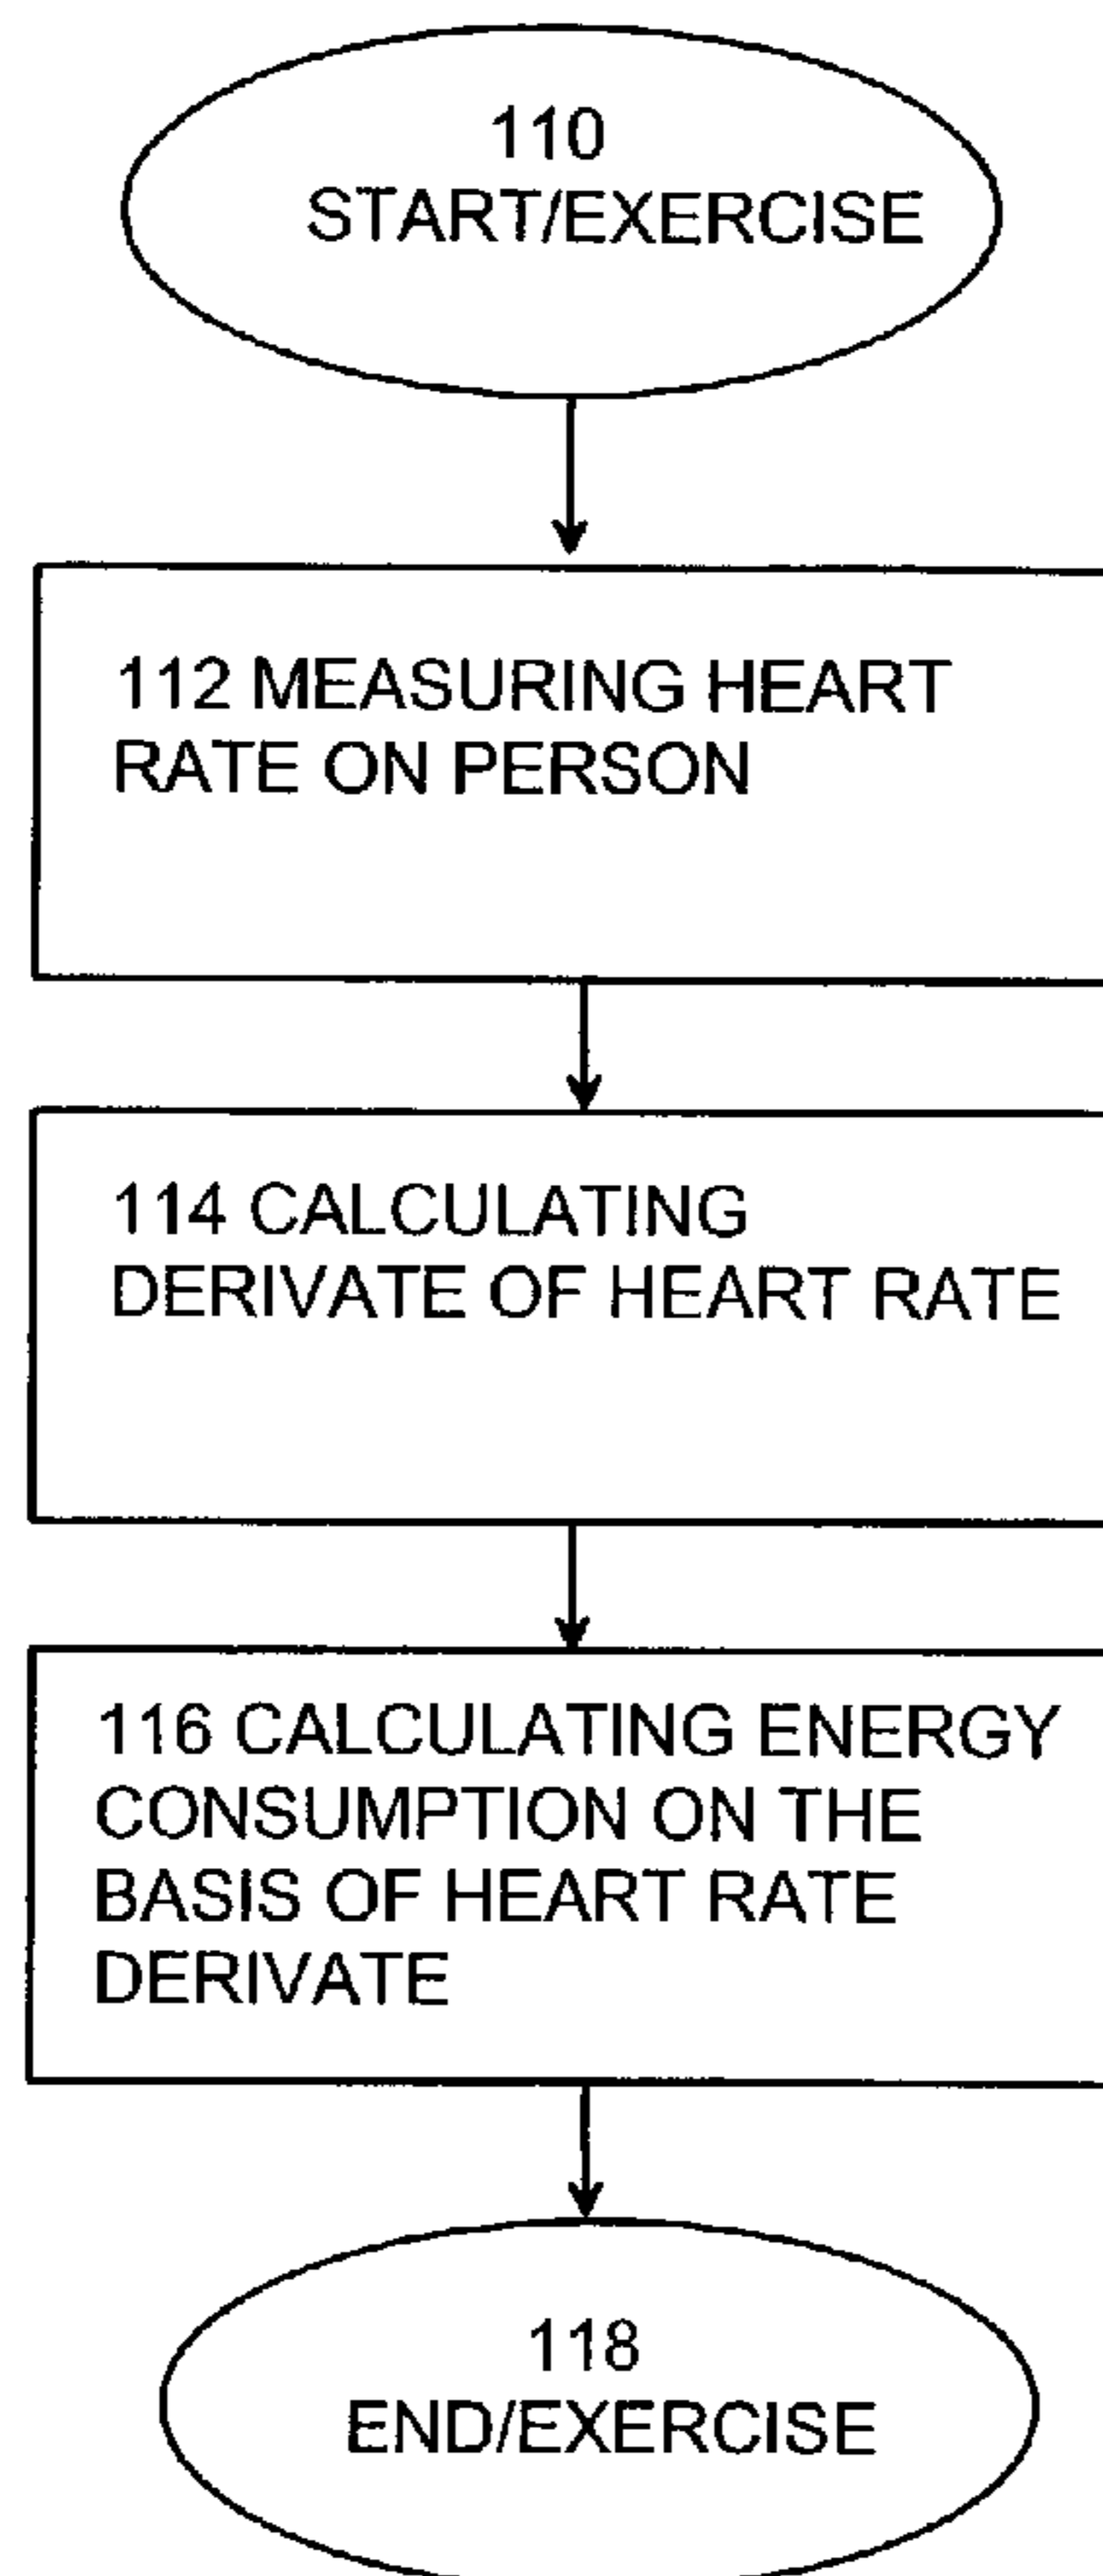 110
START/EXERCISE
112 MEASURING HEART
RATE ON PERSON
114 CALCULATING
DERIVATE OF HEART RATE
116 CALCULATING ENERGY
CONSUMPTION ON THE
BASIS OF HEART RATE
DERIVATE
118
END/EXERCISE